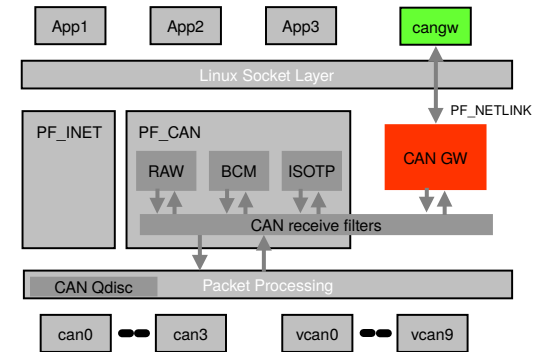 App1 App2 App3 cangw
Linux Socket Layer
PF_NETLINK
PF_INET PF_CAN
CAN GW
RAW BCM ISOTP
CAN receive filters
CAN Qdisc Packet Processing
can0 can3 vcan0 vcan9